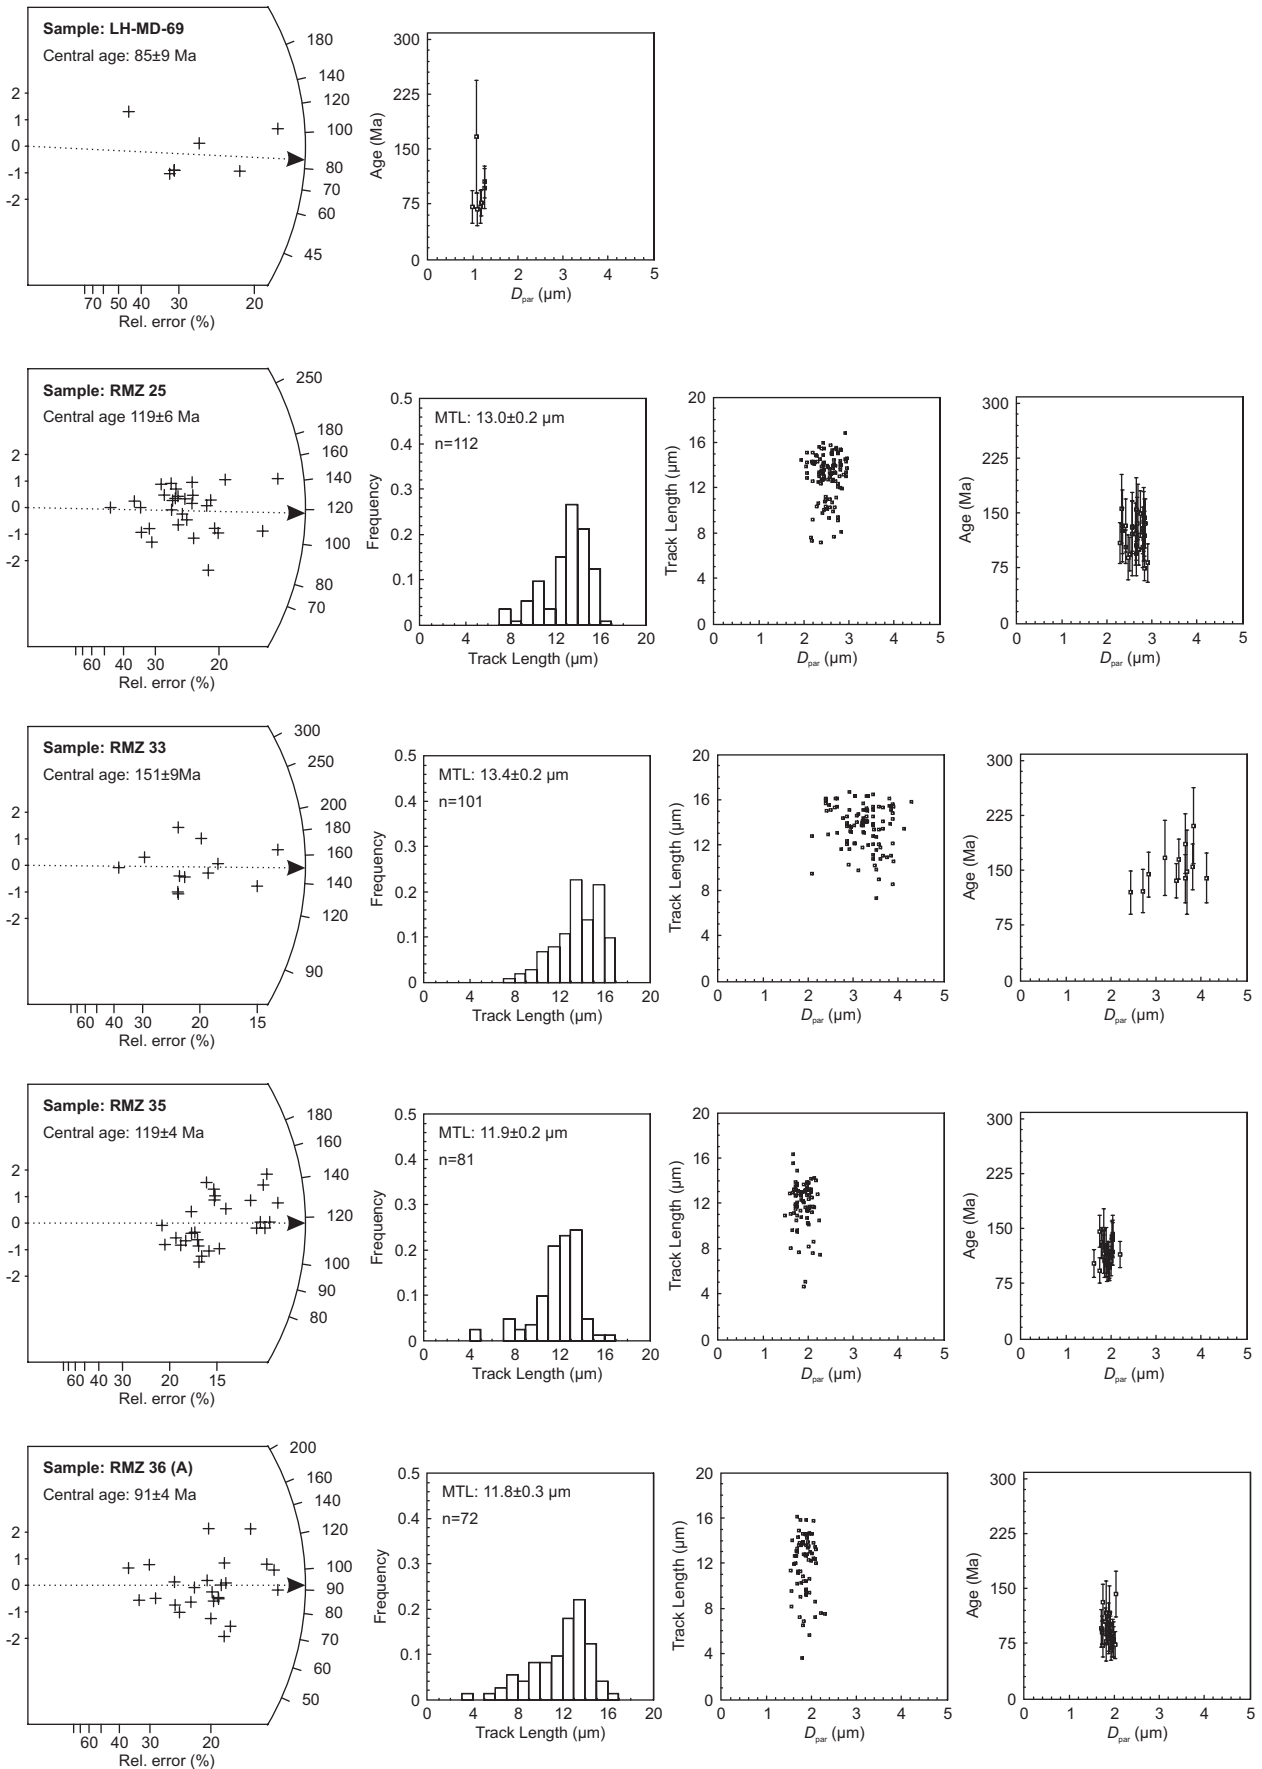 Sample: LH-MD-69
Central age: 85±9 Ma
2
1
0
-1
-2
180
140
120
100
80
70
60
45
70 50 40 30 20
Rel. error (%)
Age (Ma)
300
225
150
75
0
0 1 2 3 4 5
Dpar (µm)
Sample: RMZ 25
Central age 119±6 Ma
2
1
0
-1
-2
250
180
160
140
120
100
80
70
60 40 30 20
Rel. error (%)
Frequency
0.5
0.4
0.3
0.2
0.1
0
MTL: 13.0±0.2 µm
n=112
0 4 8 12 16 20
Track Length (µm)
Track Length (µm)
20
16
12
8
4
0
0 1 2 3 4 5
Dpar (µm)
Age (Ma)
300
225
150
75
0
0 1 2 3 4 5
Dpar (µm)
Sample: RMZ 33
Central age: 151±9Ma
2
1
0
-1
-2
300
250
200
180
160
140
120
90
60 40 30 20 15
Rel. error (%)
Frequency
0.5
0.4
0.3
0.2
0.1
0
MTL: 13.4±0.2 µm
n=101
0 4 8 12 16 20
Track Length (µm)
Track Length (µm)
20
16
12
8
4
0
0 1 2 3 4 5
Dpar (µm)
Age (Ma)
300
225
150
75
0
0 1 2 3 4 5
Dpar (µm)
Sample: RMZ 35
Central age: 119±4 Ma
2
1
0
-1
-2
180
160
140
120
100
90
80
60 40 30 20 15
Rel. error (%)
Frequency
0.5
0.4
0.3
0.2
0.1
0
MTL: 11.9±0.2 µm
n=81
0 4 8 12 16 20
Track Length (µm)
Track Length (µm)
20
16
12
8
4
0
0 1 2 3 4 5
Dpar (µm)
Age (Ma)
300
225
150
75
0
0 1 2 3 4 5
Dpar (µm)
Sample: RMZ 36 (A)
Central age: 91±4 Ma
2
1
0
-1
-2
200
160
140
120
100
90
80
70
60
50
60 40 30 20
Rel. error (%)
Frequency
0.5
0.4
0.3
0.2
0.1
0
MTL: 11.8±0.3 µm
n=72
0 4 8 12 16 20
Track Length (µm)
Track Length (µm)
20
16
12
8
4
0
0 1 2 3 4 5
Dpar (µm)
Age (Ma)
300
225
150
75
0
0 1 2 3 4 5
Dpar (µm)